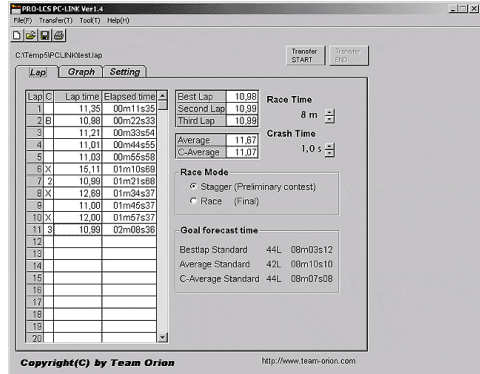 PRO-LCS PC-LINK Ver1.4
File(F) Transfer(T) Tool(T) Help(H)
C:\Temp5\PCLINK\test.lap
Transfer START
Transfer END
Lap Graph Setting
Lap C Lap time Elapsed time
1 11,35 00m11s35
2 B 10,98 00m22s33
3 11,21 00m33s54
4 11,01 00m44s55
5 11,03 00m55s58
6 X 15,11 01m10s69
7 2 10,99 01m21s68
8 X 12,69 01m34s37
9 11,00 01m45s37
10 X 12,00 01m57s37
11 3 10,99 02m08s36
12
13
14
15
16
17
18
19
20
Best Lap 10,98
Second Lap 10,99
Third Lap 10,99
Average 11,67
C-Average 11,07
Race Time
8 m
Crash Time
1,0 s
Race Mode
Stagger (Preliminary contest)
Race (Final)
Goal forecast time
Bestlap Standard 44L 08m03s12
Average Standard 42L 08m10s10
C-Average Standard 44L 08m07s08
Copyright(C) by Team Orion
http://www.team-orion.com